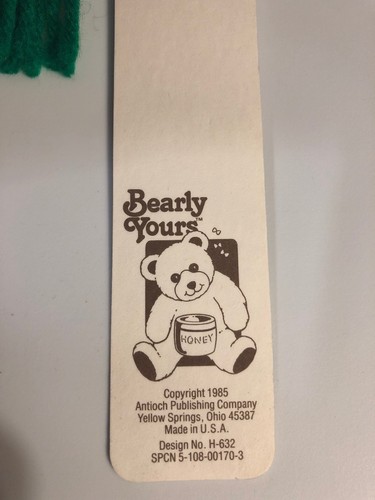 Bearly
Yours™
HONEY
Copyright 1985
Antioch Publishing Company
Yellow Springs, Ohio 45387
Made in U.S.A.
Design No. H-632
SPCN 5-108-00170-3